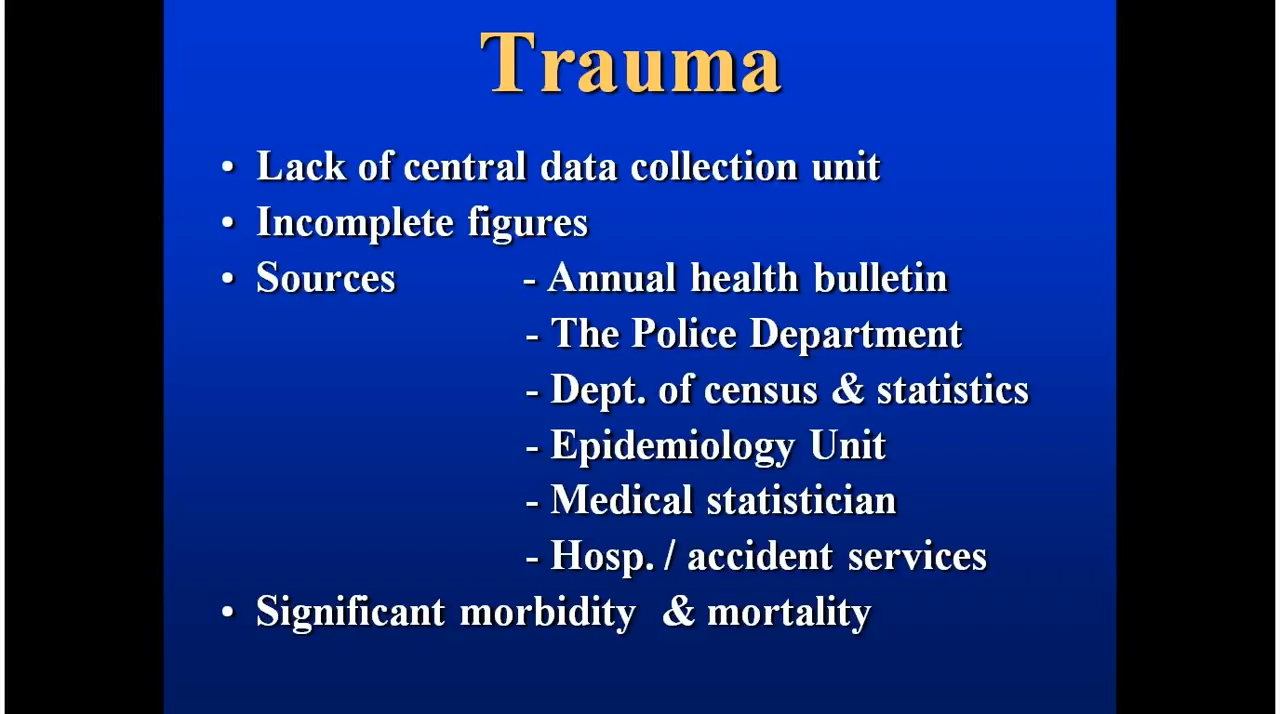 Trauma
• Lack of central data collection unit
• Incomplete figures
• Sources - Annual health bulletin
- The Police Department
- Dept. of census & statistics
- Epidemiology Unit
- Medical statistician
- Hosp. / accident services
• Significant morbidity & mortality